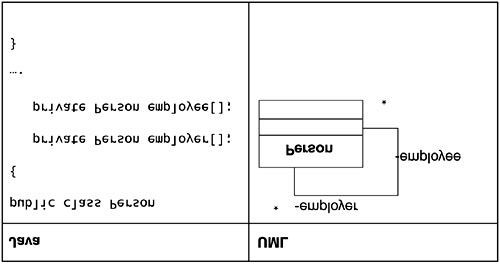 Java
UML
public class Person
{
private Person employer[];
private Person employee[];
....
}
* -employer
-employee
Person
*